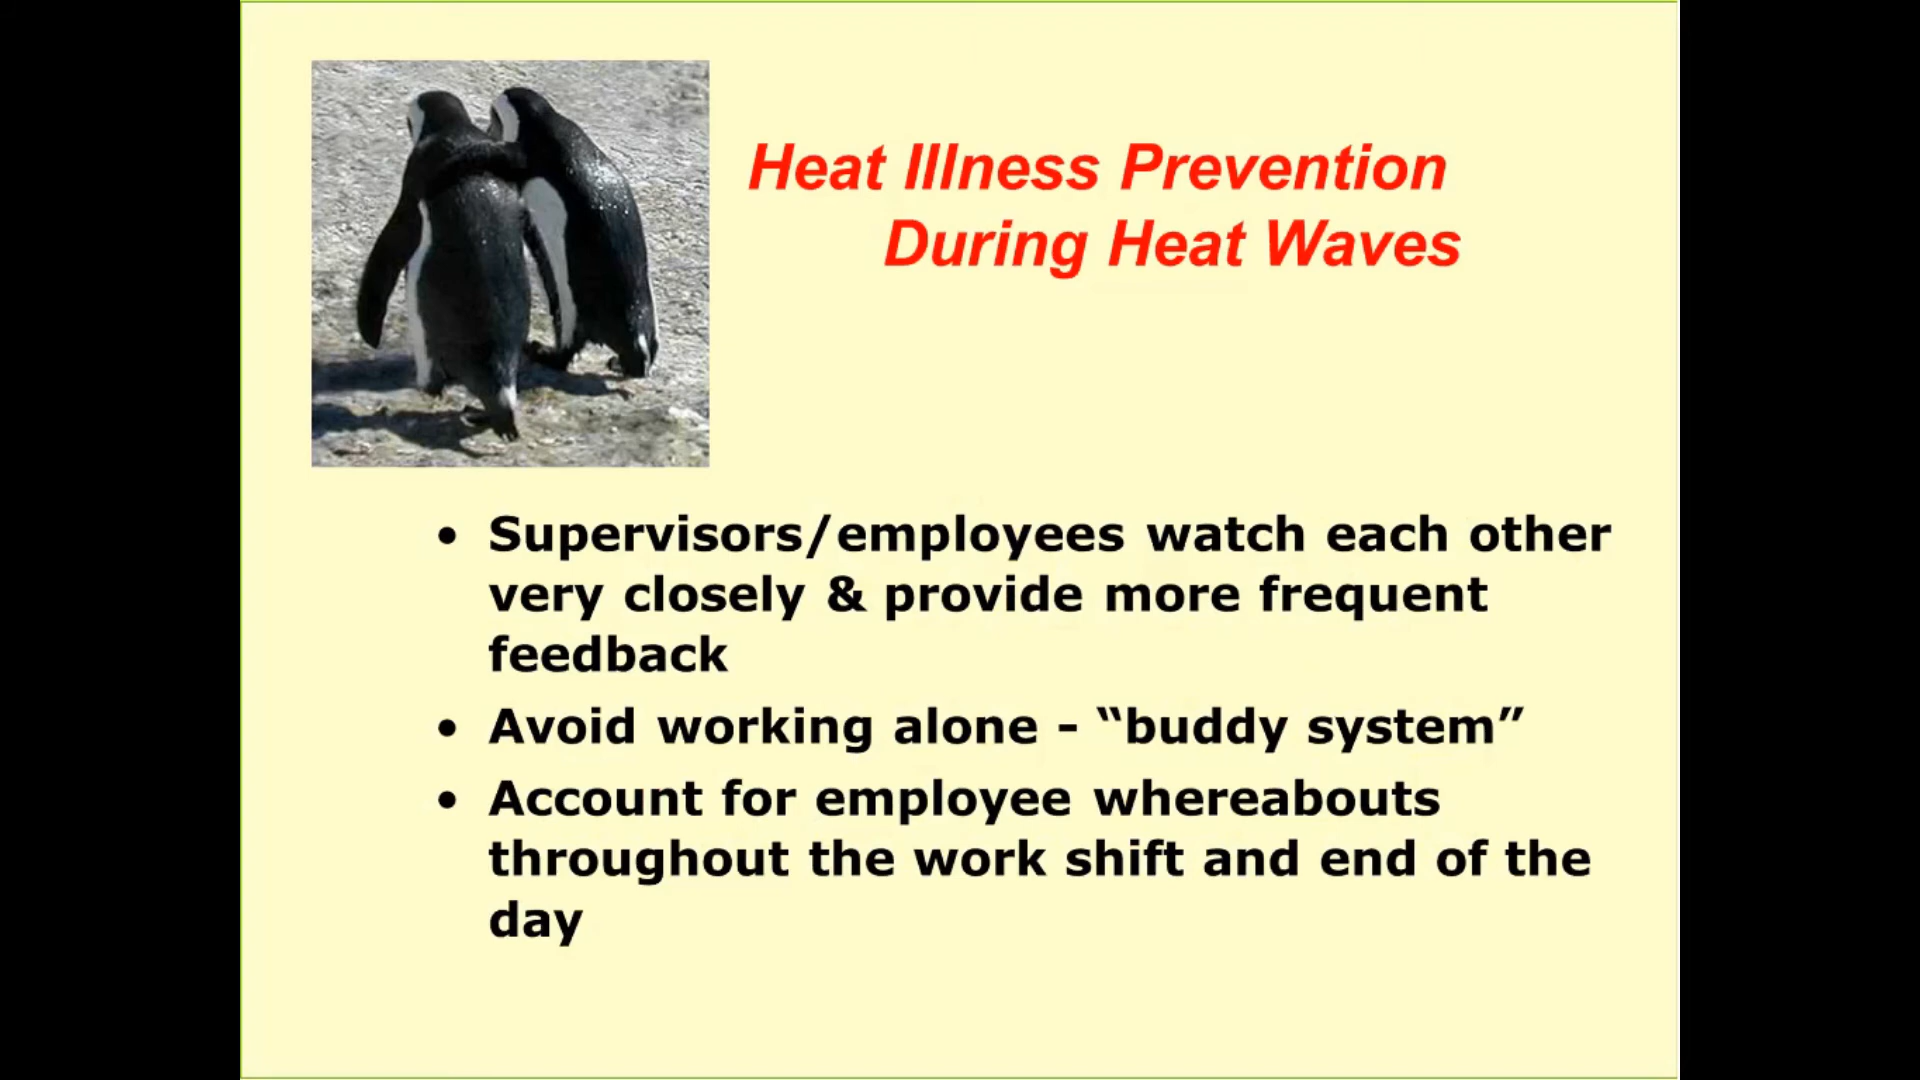 Heat Illness Prevention
During Heat Waves
• Supervisors/employees watch each other
very closely & provide more frequent
feedback
• Avoid working alone - “buddy system”
• Account for employee whereabouts
throughout the work shift and end of the
day